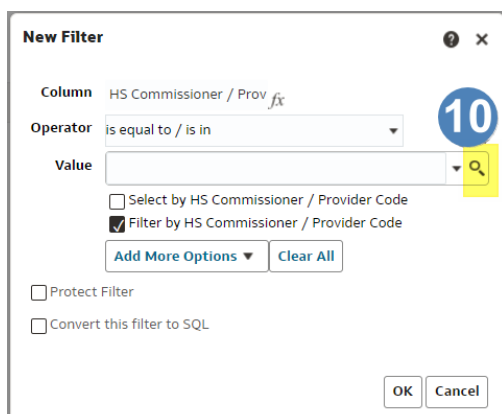 New Filter
Column HS Commissioner / Prov fx
Operator is equal to / is in
10
Value
Select by HS Commissioner / Provider Code
Filter by HS Commissioner / Provider Code
Add More Options Clear All
Protect Filter
Convert this filter to SQL
OK Cancel